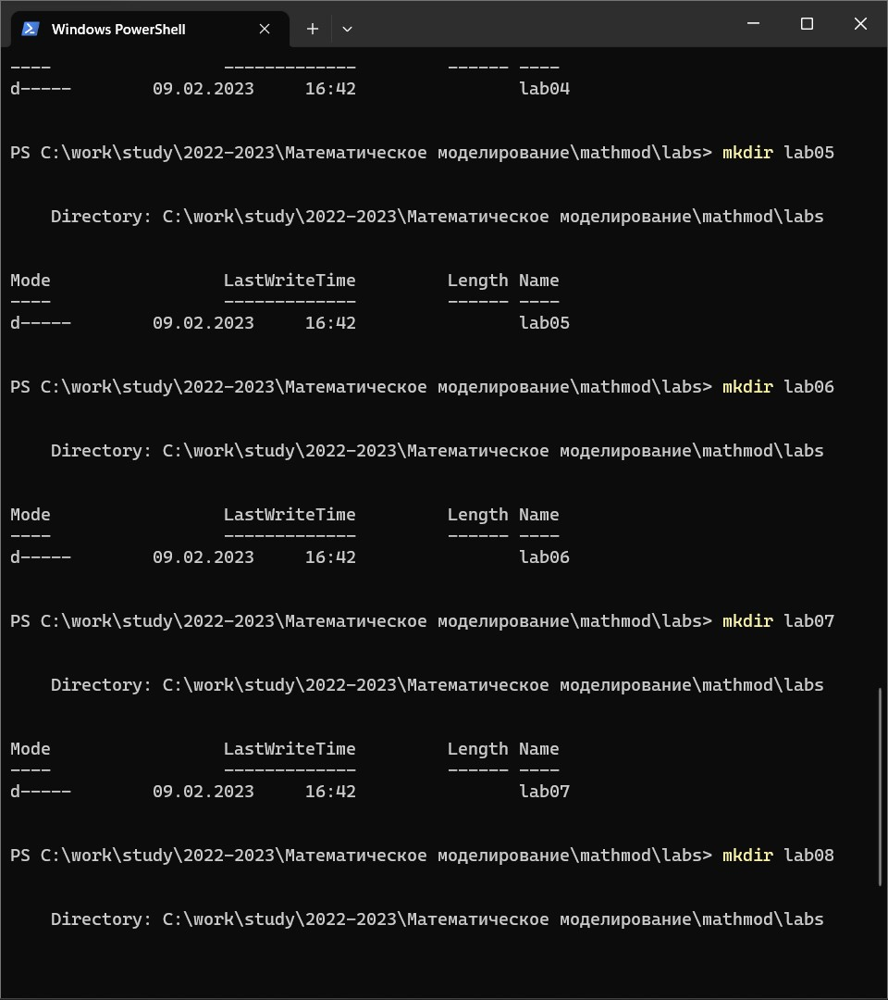 Windows PowerShell
----                 -------------         ------ ----
d-----        09.02.2023     16:42                lab04
PS C:\work\study\2022-2023\Математическое моделирование\mathmod\labs> mkdir lab05
    Directory: C:\work\study\2022-2023\Математическое моделирование\mathmod\labs
Mode                 LastWriteTime         Length Name
----                 -------------         ------ ----
d-----        09.02.2023     16:42                lab05
PS C:\work\study\2022-2023\Математическое моделирование\mathmod\labs> mkdir lab06
    Directory: C:\work\study\2022-2023\Математическое моделирование\mathmod\labs
Mode                 LastWriteTime         Length Name
----                 -------------         ------ ----
d-----        09.02.2023     16:42                lab06
PS C:\work\study\2022-2023\Математическое моделирование\mathmod\labs> mkdir lab07
    Directory: C:\work\study\2022-2023\Математическое моделирование\mathmod\labs
Mode                 LastWriteTime         Length Name
----                 -------------         ------ ----
d-----        09.02.2023     16:42                lab07
PS C:\work\study\2022-2023\Математическое моделирование\mathmod\labs> mkdir lab08
    Directory: C:\work\study\2022-2023\Математическое моделирование\mathmod\labs